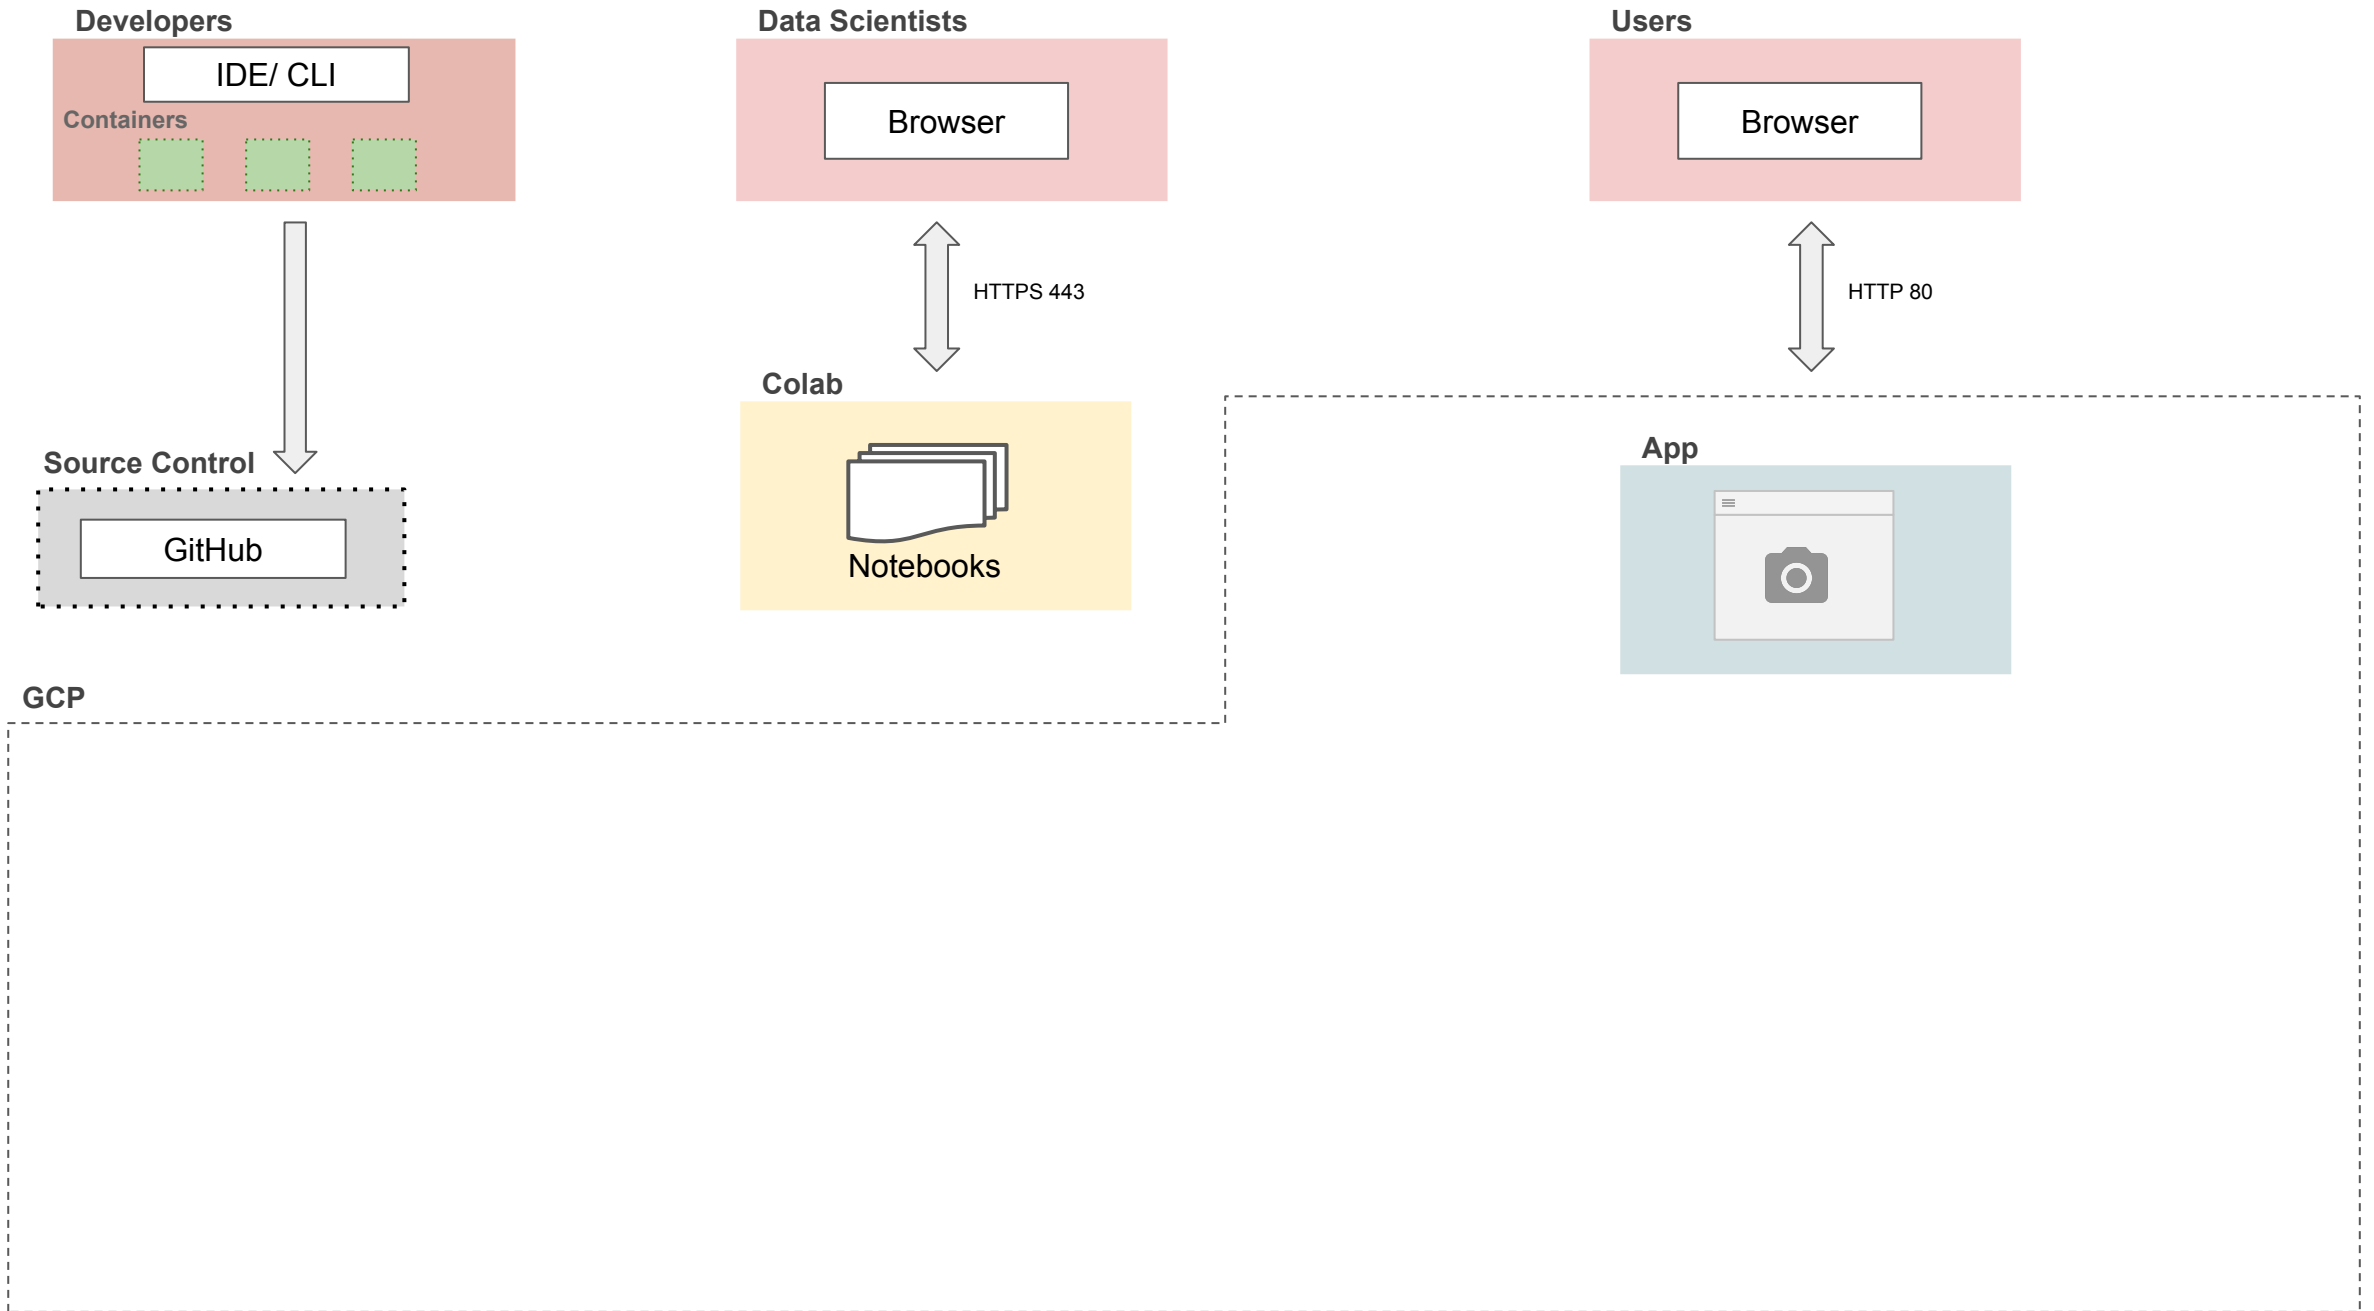 Developers
IDE/ CLI
Containers
Data Scientists
Browser
Users
Browser
HTTPS 443
HTTP 80
Source Control
GitHub
Colab
Notebooks
App
GCP